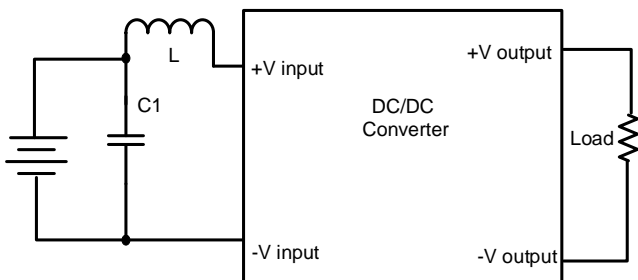 L
+V input
+V output
C1
DC/DC
Converter
Load
-V input
-V output